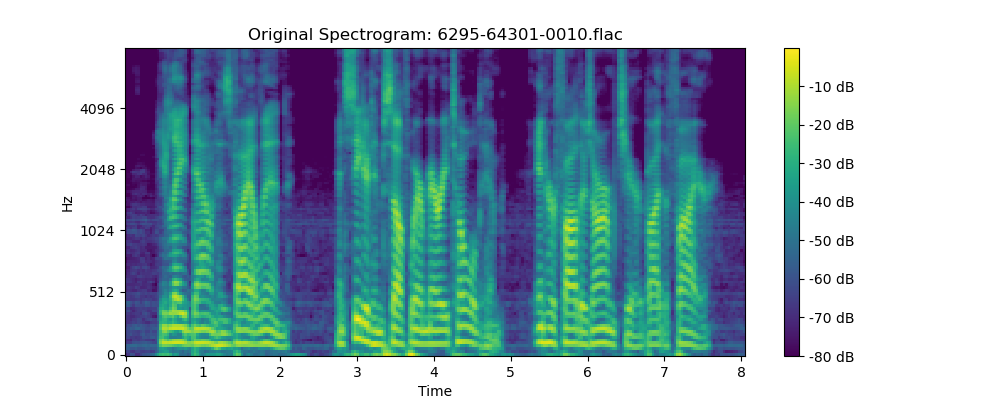 Original Spectrogram: 6295-64301-0010.flac
Hz
4096
2048
1024
512
0
0 1 2 3 4 5 6 7 8
Time
-10 dB
-20 dB
-30 dB
-40 dB
-50 dB
-60 dB
-70 dB
-80 dB